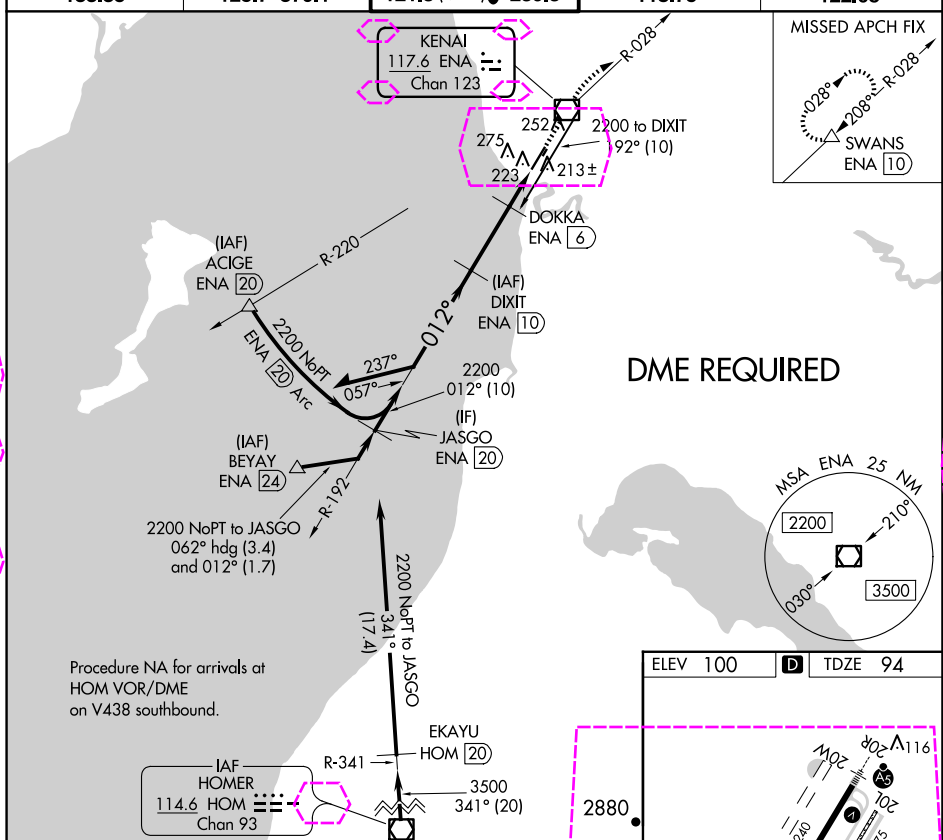 MISSED APCH FIX
R-028
028°
208°
SWANS
ENA 10
KENAI
117.6 ENA
Chan 123
R-028
252
2200 to DIXIT
192° (10)
275
223
213±
DOKKA
ENA 6
(IAF)
DIXIT
ENA 10
(IAF)
ACIGE
ENA 20
R-220
2200 NoPT
ENA 20 Arc
012°
237°
057°
2200
012° (10)
(IF)
JASGO
ENA 20
DME REQUIRED
(IAF)
BEYAY
ENA 24
R-192
2200 NoPT to JASGO
062° hdg (3.4)
and 012° (1.7)
MSA ENA 25 NM
2200
210°
030°
3500
2200 NoPT to JASGO
341°
(17.4)
Procedure NA for arrivals at
HOM VOR/DME
on V438 southbound.
EKAYU
HOM 20
R-341
3500
341° (20)
IAF
HOMER
114.6 HOM
Chan 93
ELEV 100 D TDZE 94
2880
20W
20R
116
A5
20L